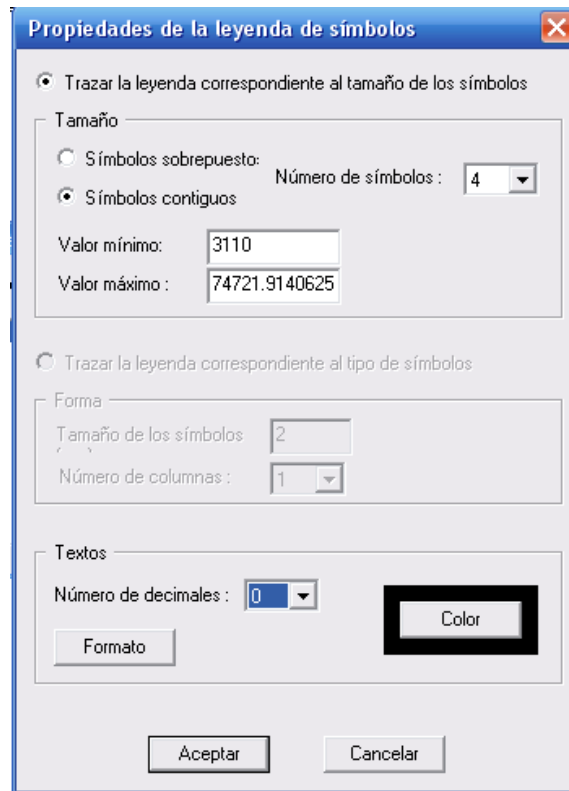 Propiedades de la leyenda de símbolos
Trazar la leyenda correspondiente al tamaño de los símbolos
Tamaño
Símbolos sobrepuesto:
Número de símbolos : 4
Símbolos contiguos
Valor mínimo: 3110
Valor máximo : 74721.9140625
Trazar la leyenda correspondiente al tipo de símbolos
Forma
Tamaño de los símbolos 2
Número de columnas : 1
Textos
Número de decimales : 0
Color
Formato
Aceptar Cancelar